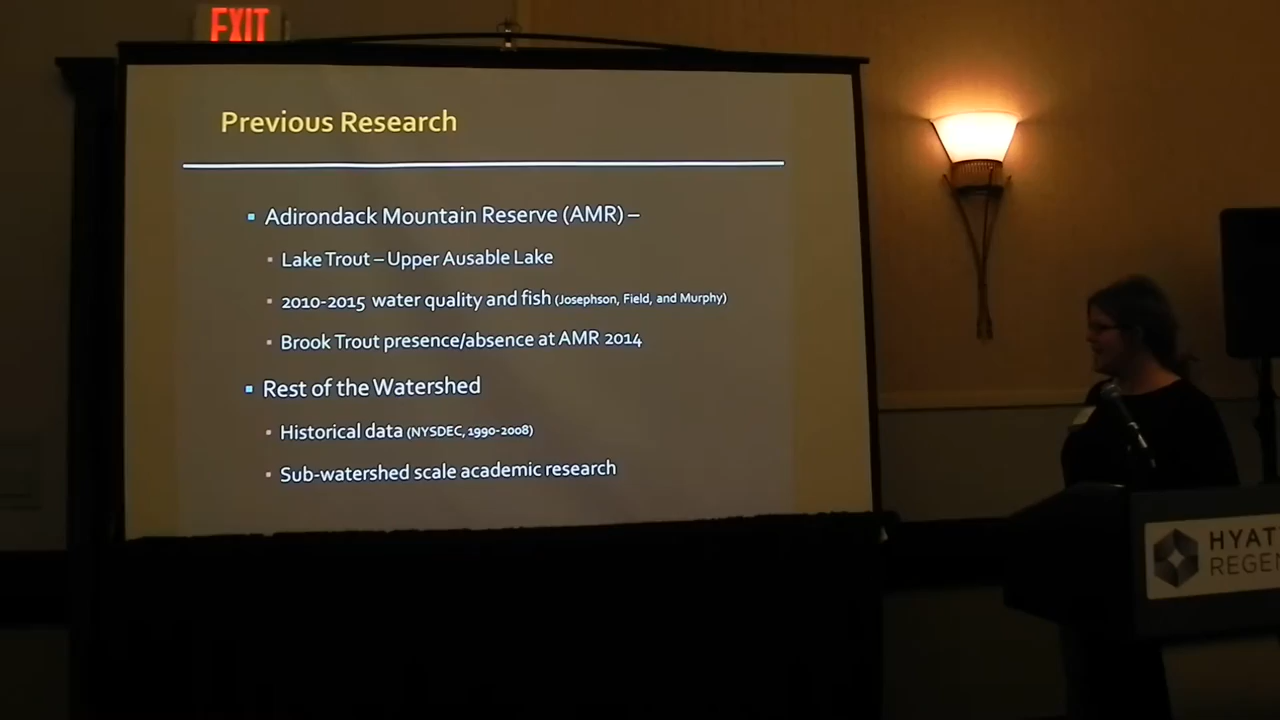 EXIT
Previous Research
Adirondack Mountain Reserve (AMR) –
Lake Trout – Upper Ausable Lake
2010-2015 water quality and fish (Josephson, Field, and Murphy)
Brook Trout presence/absence at AMR 2014
Rest of the Watershed
Historical data (NYSDEC, 1990-2008)
Sub-watershed scale academic research
HYAT
REGEN